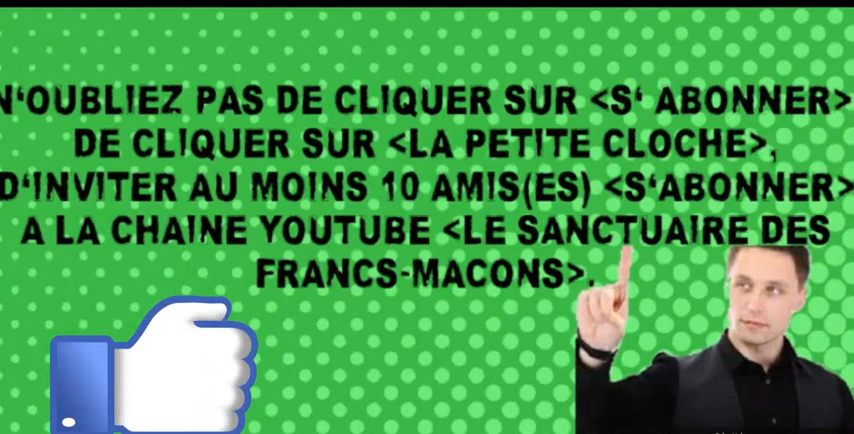 N'OUBLIEZ PAS DE CLIQUER SUR <S' ABONNER>
DE CLIQUER SUR <LA PETITE CLOCHE>,
D'INVITER AU MOINS 10 AMIS(ES) <S'ABONNER>
A LA CHAINE YOUTUBE <LE SANCTUAIRE DES
FRANCS-MACONS>.